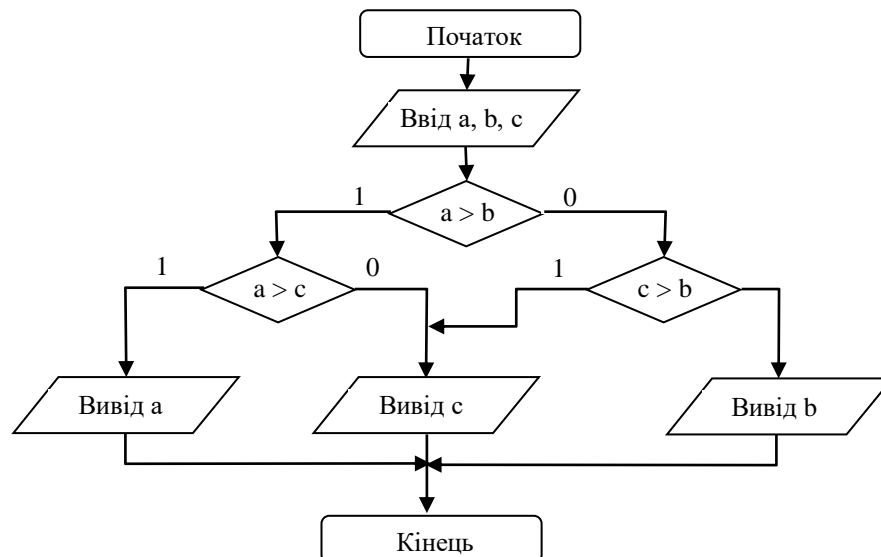 Початок
Ввід a, b, c
1
a > b
0
1
a > c
0
1
c > b
Вивід a
Вивід c
Вивід b
Кінець